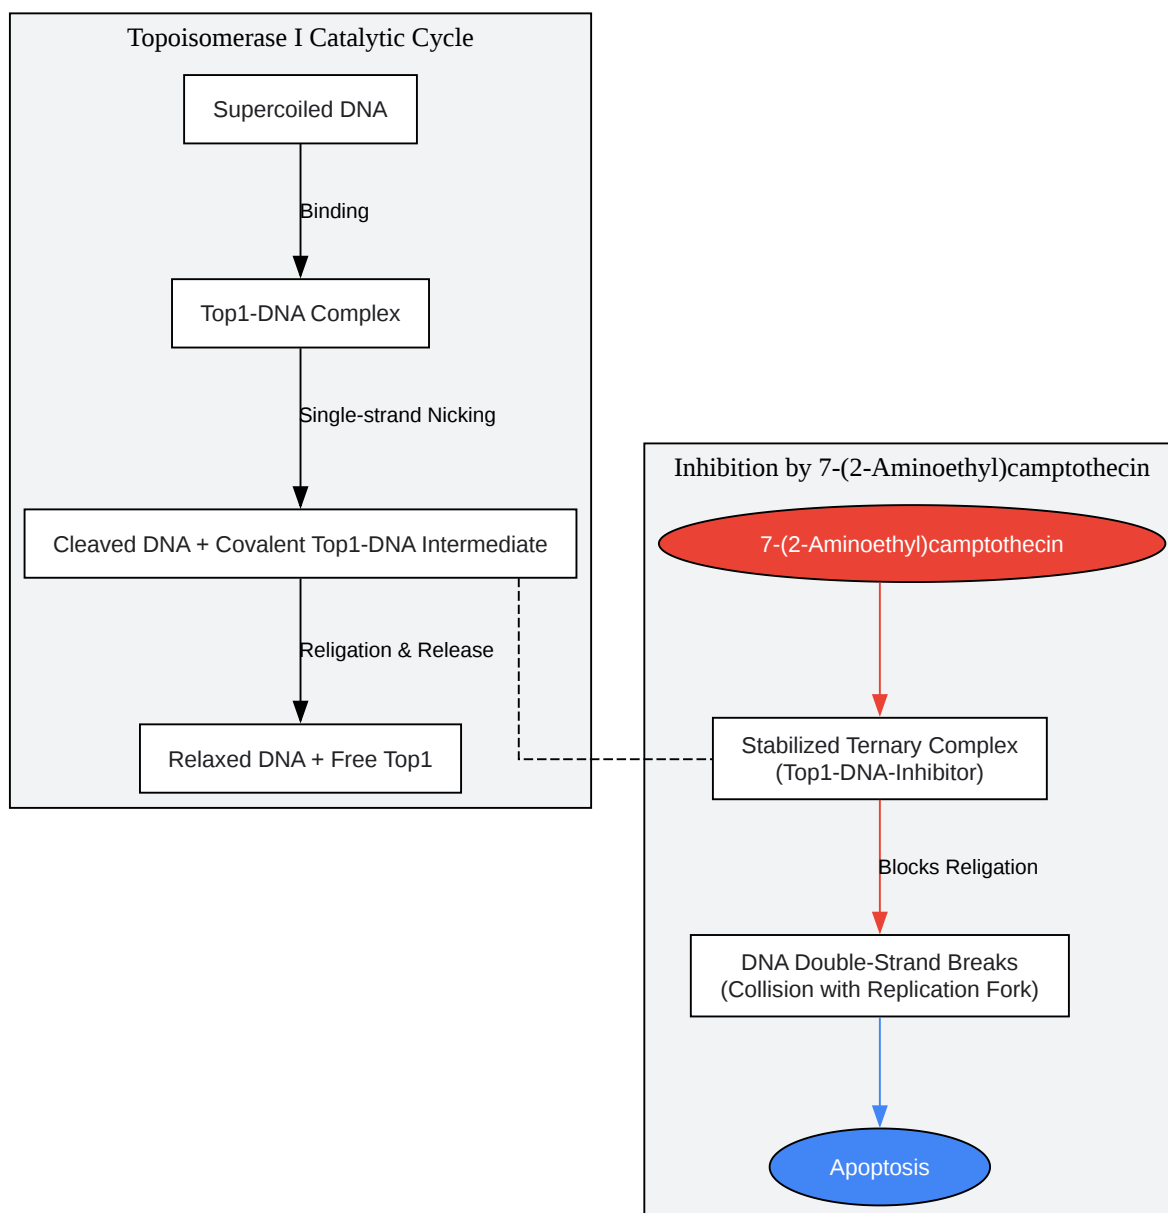 Topoisomerase I Catalytic Cycle
Supercoiled DNA
Binding
Top1-DNA Complex
Single-strand Nicking
Cleaved DNA + Covalent Top1-DNA Intermediate
Religation & Release
Relaxed DNA + Free Top1
Inhibition by 7-(2-Aminoethyl)camptothecin
7-(2-Aminoethyl)camptothecin
Stabilized Ternary Complex
(Top1-DNA-Inhibitor)
Blocks Religation
DNA Double-Strand Breaks
(Collision with Replication Fork)
Apoptosis